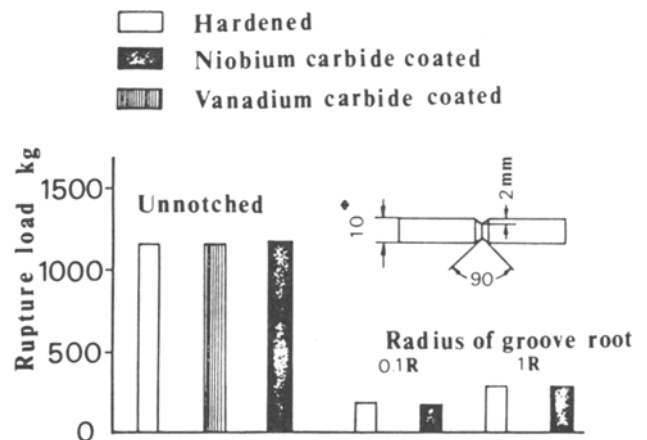 Hardened
Niobium carbide coated
Vanadium carbide coated
Rupture load kg
1500
1000
500
0
Unnotched
10
2mm
90
Radius of groove root
0.1R
1R